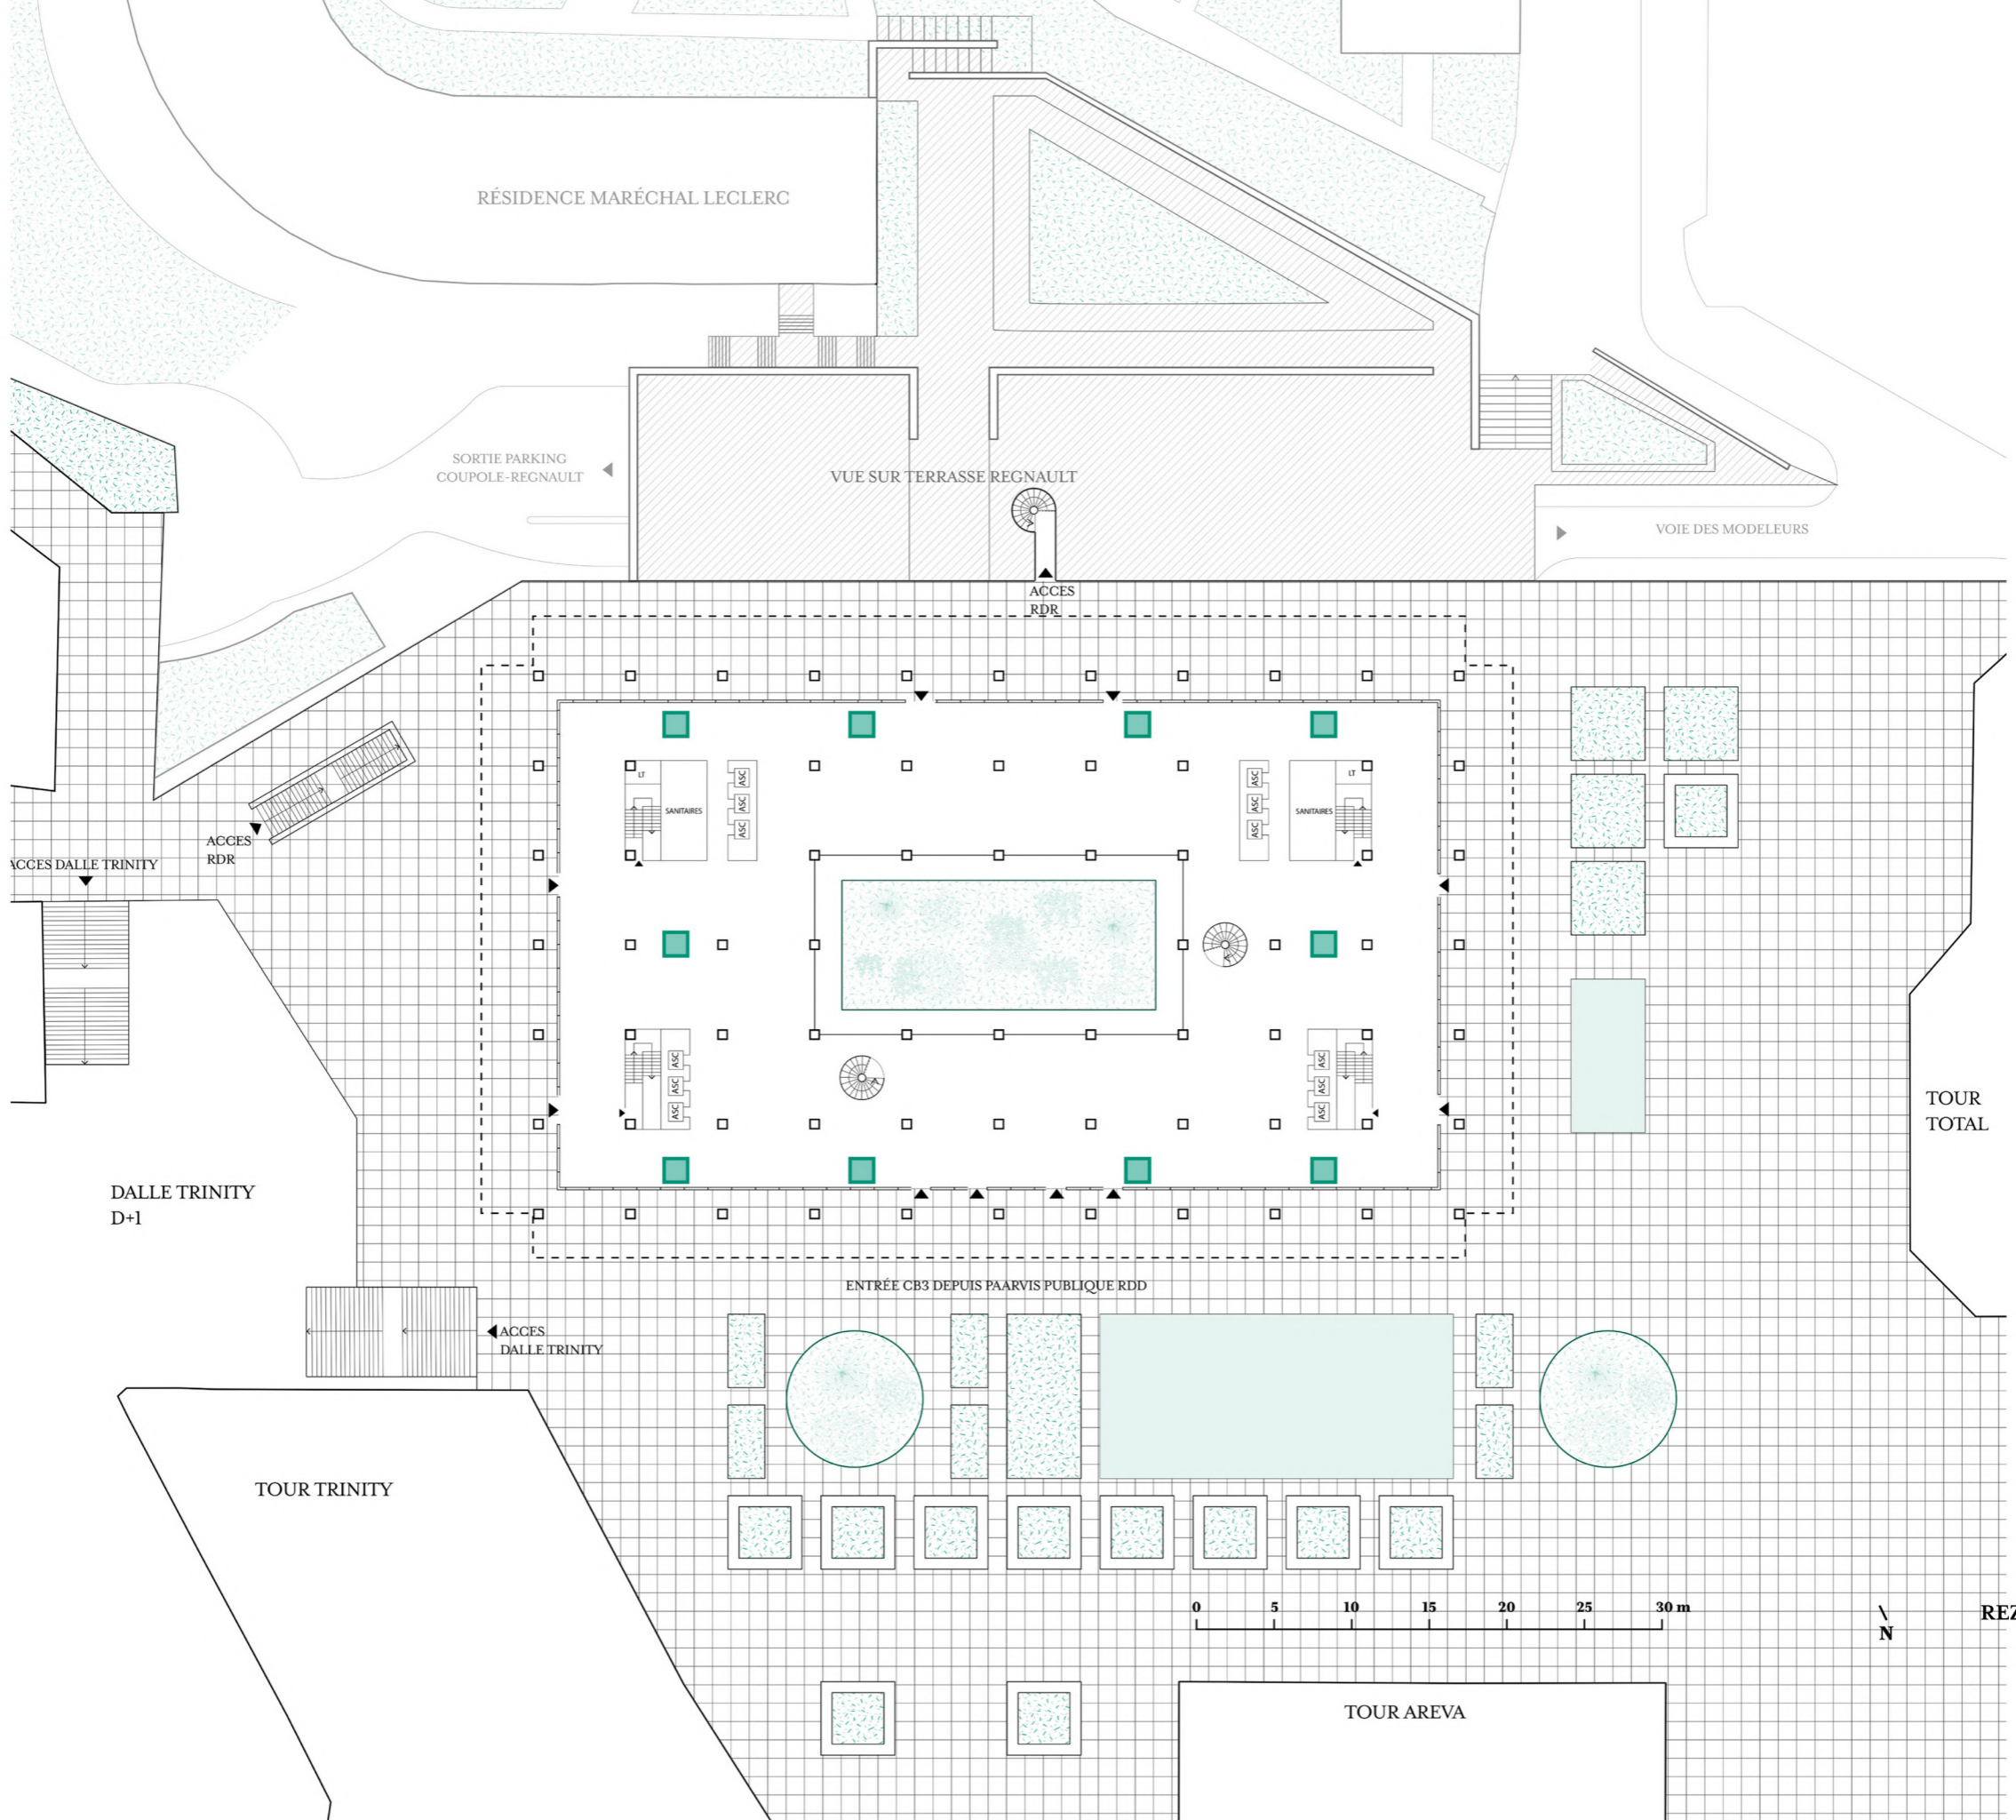 RÉSIDENCE MARÉCHAL LECLERC
SORTIE PARKING
COUPOLE-REGNAULT
VUE SUR TERRASSE REGNAULT
VOIE DES MODELEURS
ACCES
RDR
LT
SANITAIRES
ASC
ASC
ASC
ASC
ASC
ASC
SANITAIRES
LT
ACCES
RDR
ACCES DALLE TRINITY
ASC
ASC
ASC
ASC
ASC
ASC
TOUR
TOTAL
DALLE TRINITY
D+1
ENTRÉE CB3 DEPUIS PAARVIS PUBLIQUE RDD
ACCES
DALLE TRINITY
TOUR TRINITY
0 5 10 15 20 25 30 m
N
REZ
TOUR AREVA